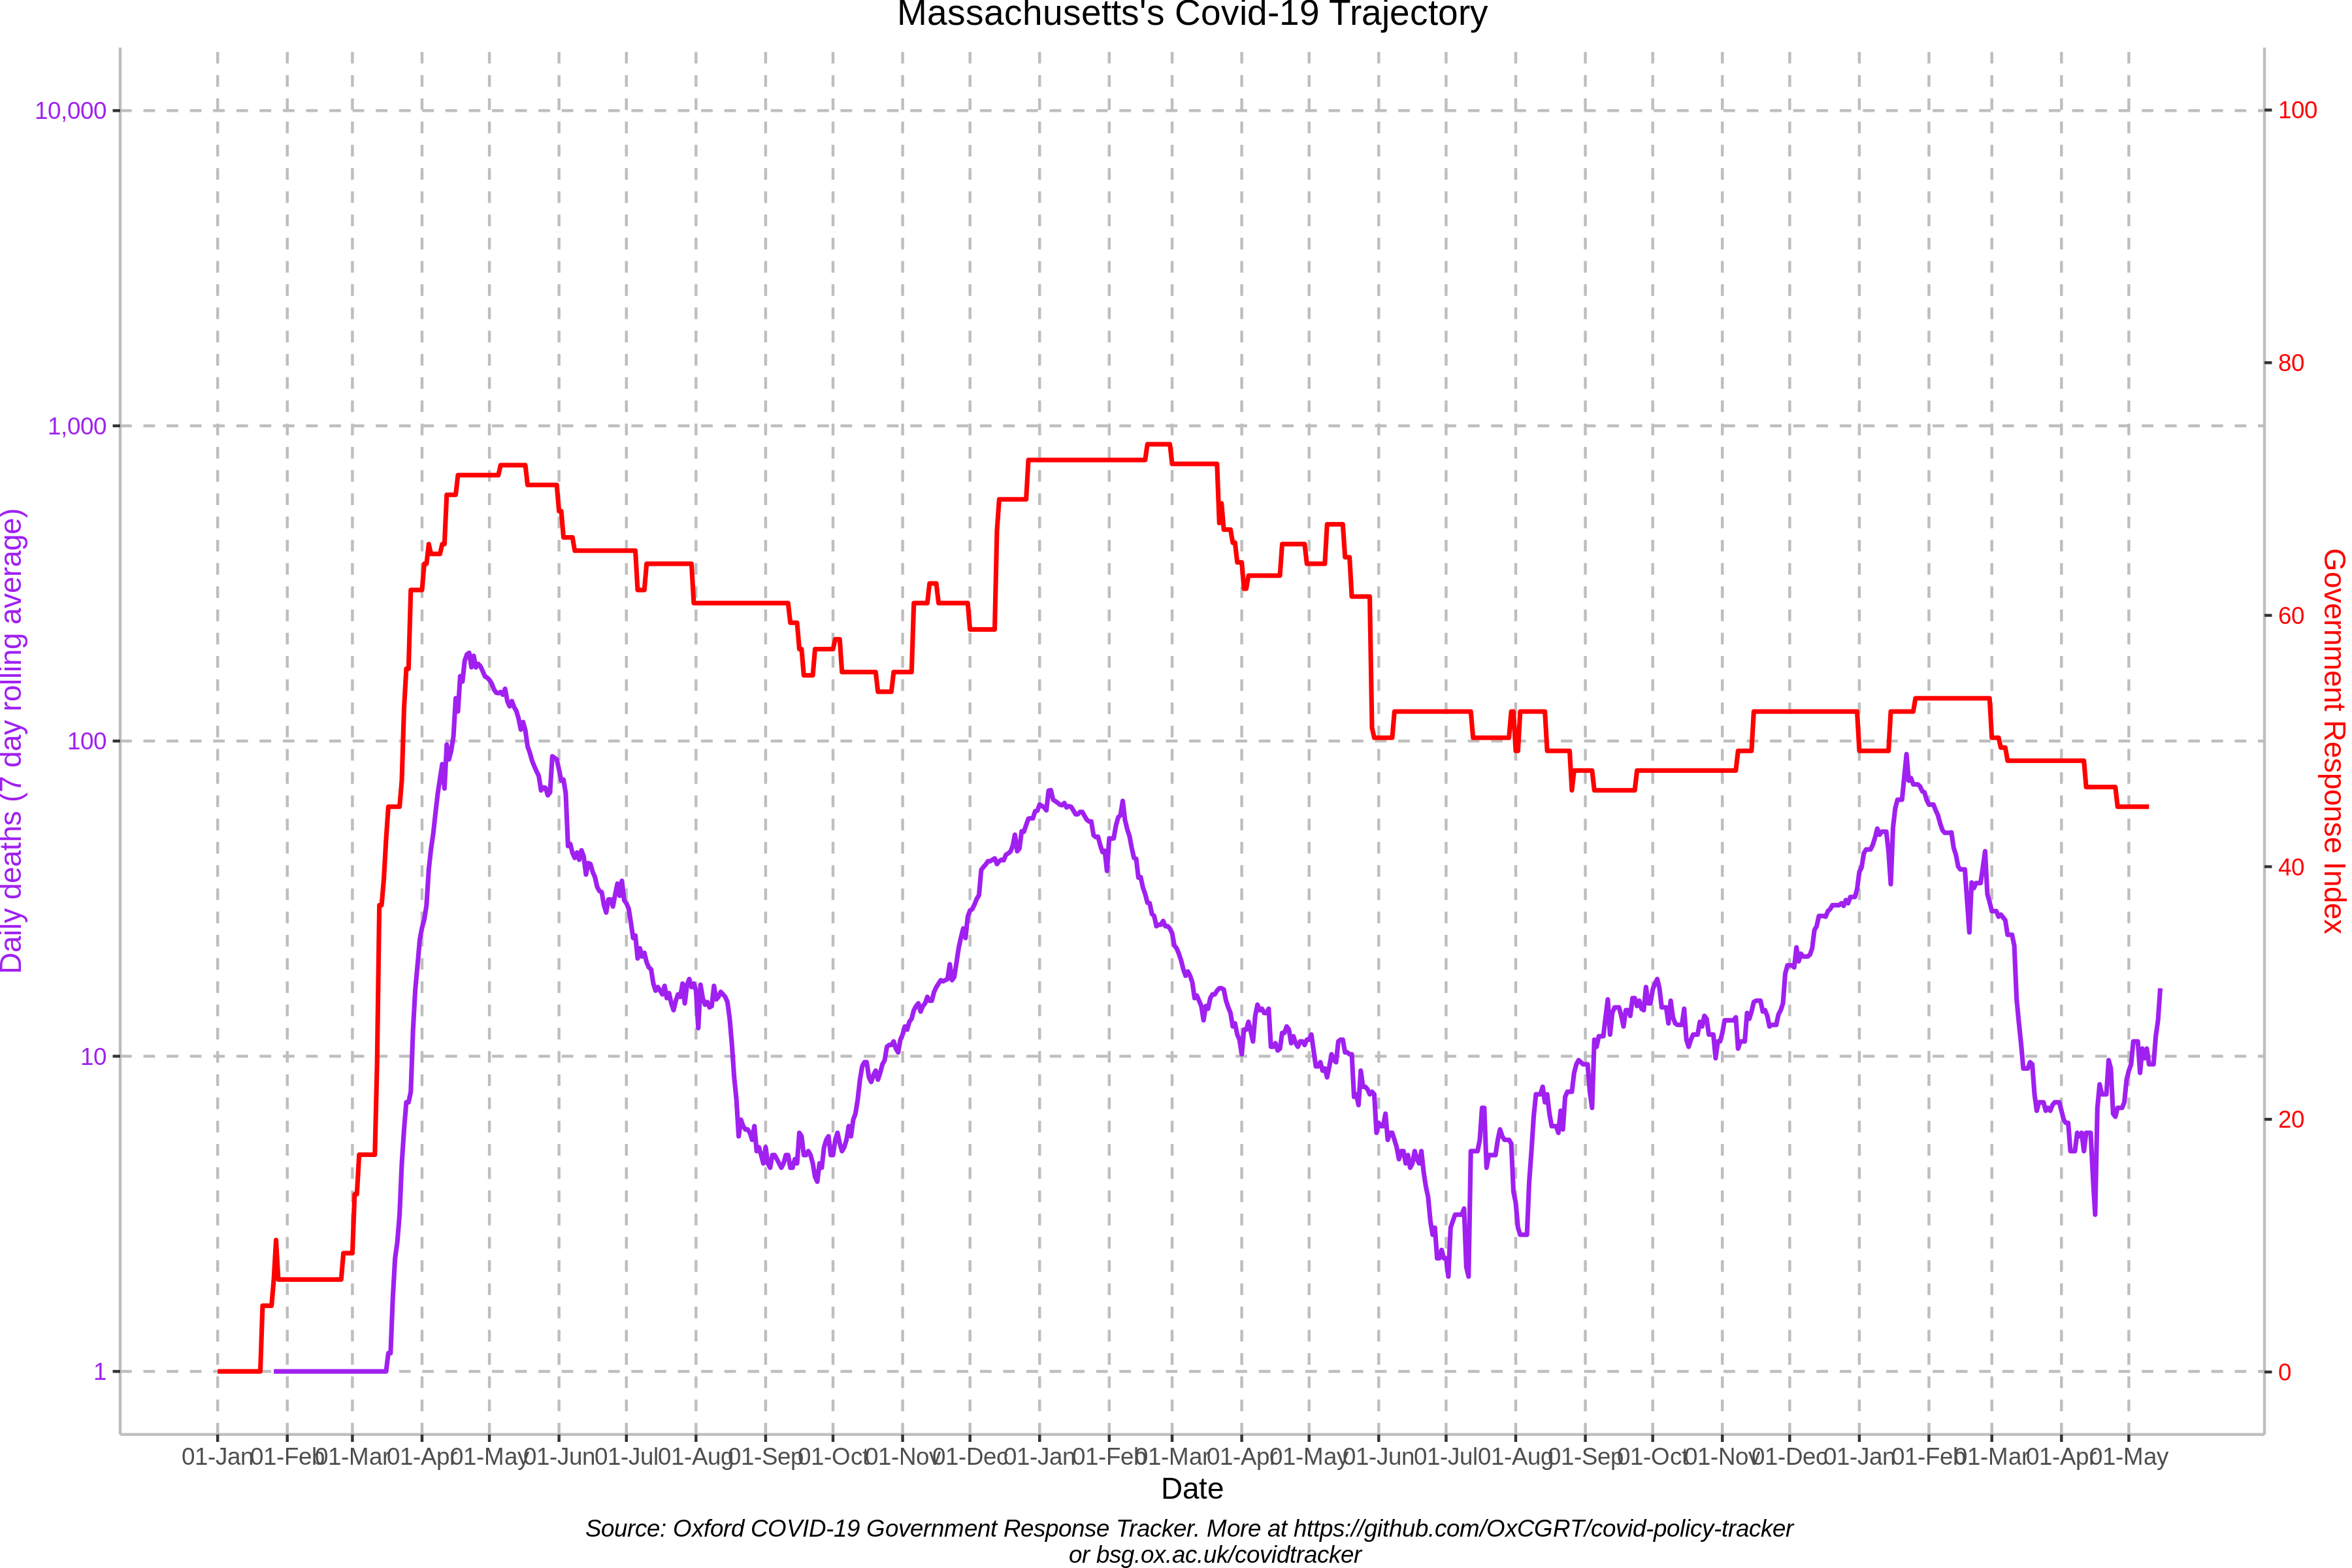 Massachusetts's Covid-19 Trajectory
10,000
1,000
100
10
1
Daily deaths (7 day rolling average)
100
80
60
40
20
0
Government Response Index
01-Jan 01-Feb 01-Mar 01-Apr 01-May 01-Jun 01-Jul 01-Aug 01-Sep 01-Oct 01-Nov 01-Dec 01-Jan 01-Feb 01-Mar 01-Apr 01-May 01-Jun 01-Jul 01-Aug 01-Sep 01-Oct 01-Nov 01-Dec 01-Jan 01-Feb 01-Mar 01-Apr 01-May
Date
Source: Oxford COVID-19 Government Response Tracker. More at https://github.com/OxCGRT/covid-policy-tracker
or bsg.ox.ac.uk/covidtracker